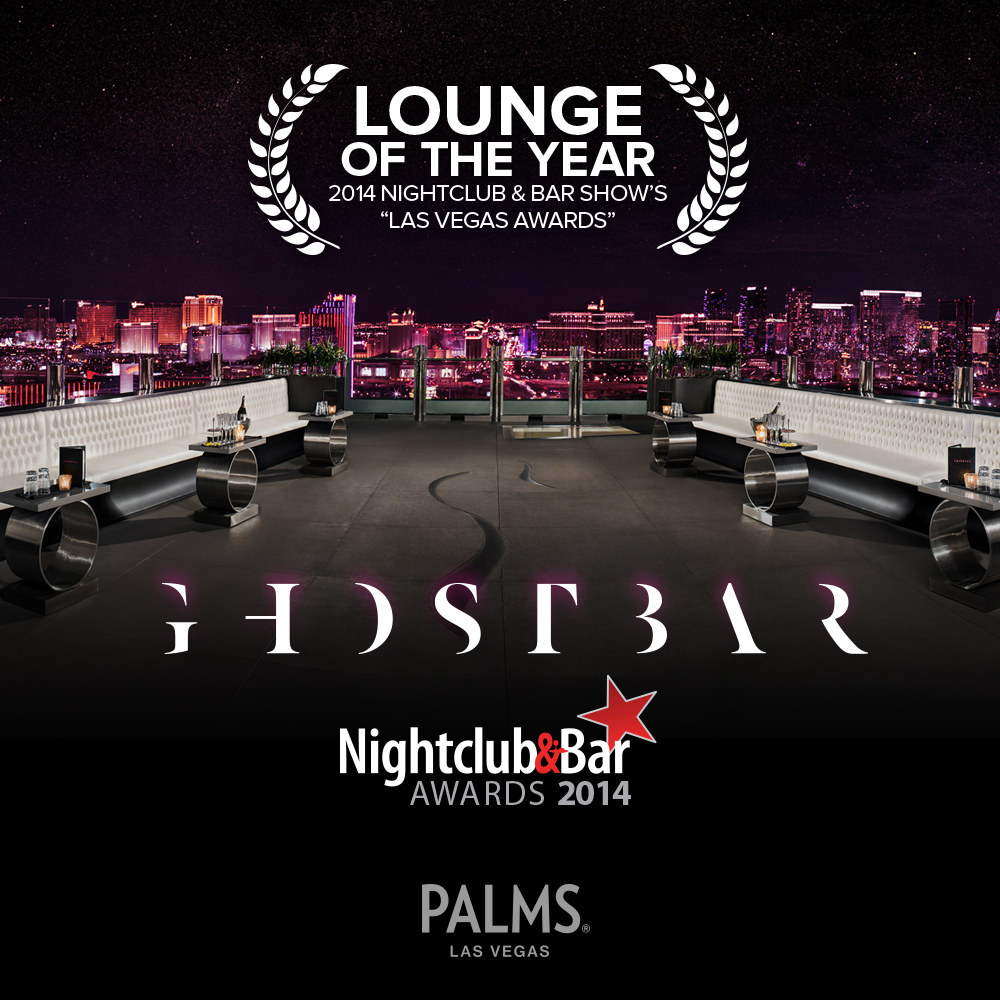 LOUNGE
OF THE YEAR
2014 NIGHTCLUB & BAR SHOW'S
“LAS VEGAS AWARDS”
GHOSTBAR
Nightclub&Bar
AWARDS 2014
PALMS®
LAS VEGAS